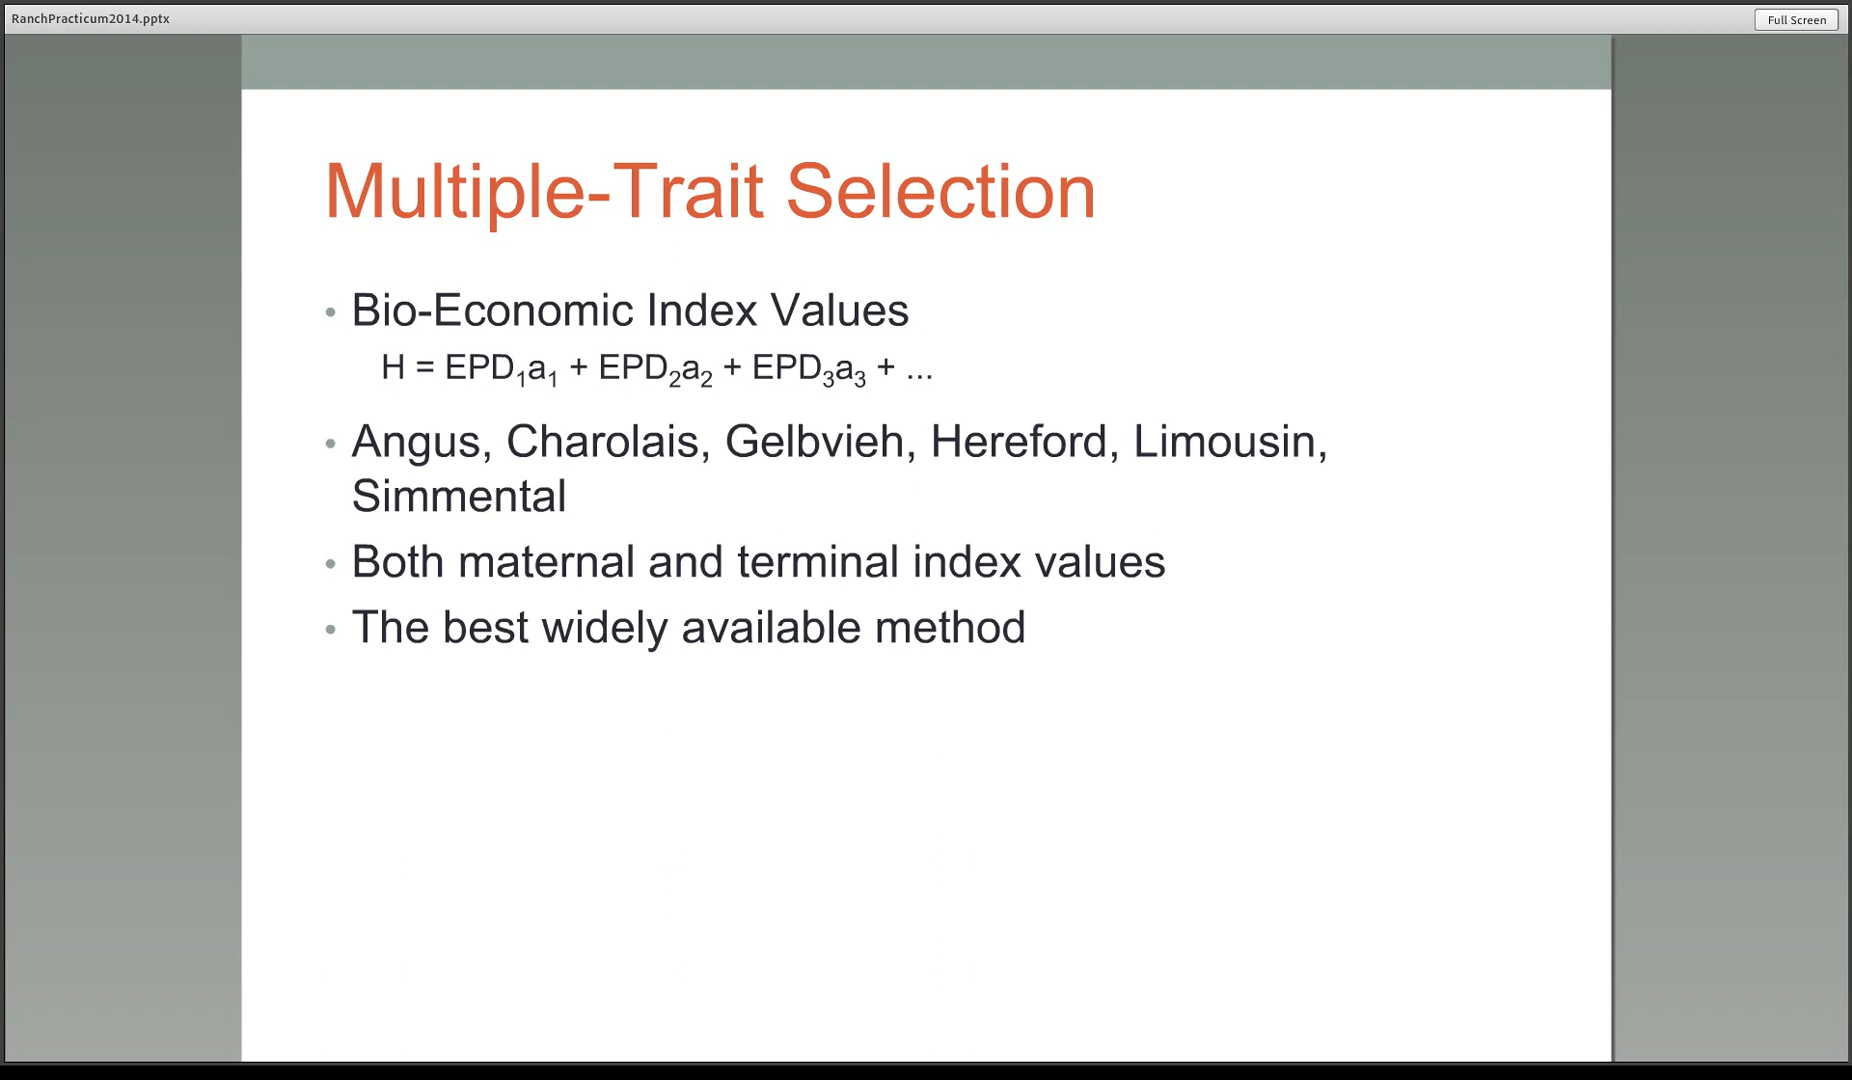 RanchPracticum2014.pptx
Full Screen
Multiple-Trait Selection
• Bio-Economic Index Values
H = EPD₁a₁ + EPD₂a₂ + EPD₃a₃ + ...
• Angus, Charolais, Gelbvieh, Hereford, Limousin,
Simmental
• Both maternal and terminal index values
• The best widely available method